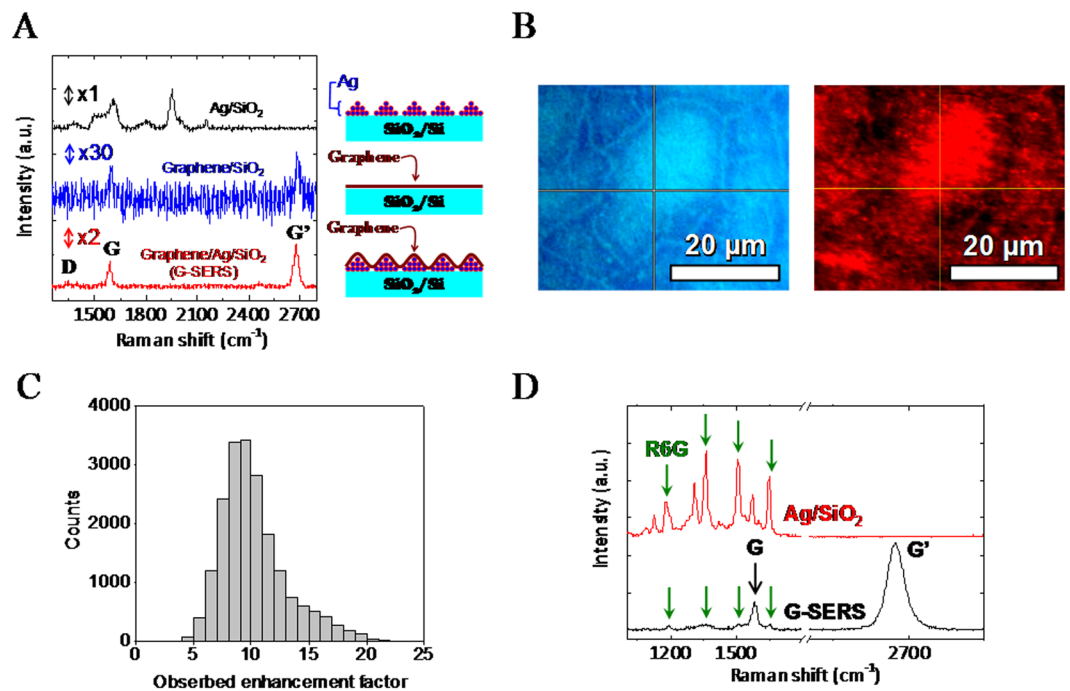 A
Intensity (a.u.)
x1
Ag/SiO2
x30
Graphene/SiO2
x2
D
G
G’
Graphene/Ag/SiO2
(G-SERS)
1500
1800
2100
2400
2700
Raman shift (cm-1)
Ag
SiO2/Si
Graphene
SiO2/Si
Graphene
SiO2/Si
B
20 µm
20 µm
C
Counts
4000
3000
2000
1000
0
0
5
10
15
20
25
Obserbed enhancement factor
D
Intensity (a.u.)
R6G
Ag/SiO2
G
G’
G-SERS
1200
1500
2700
Raman shift (cm-1)